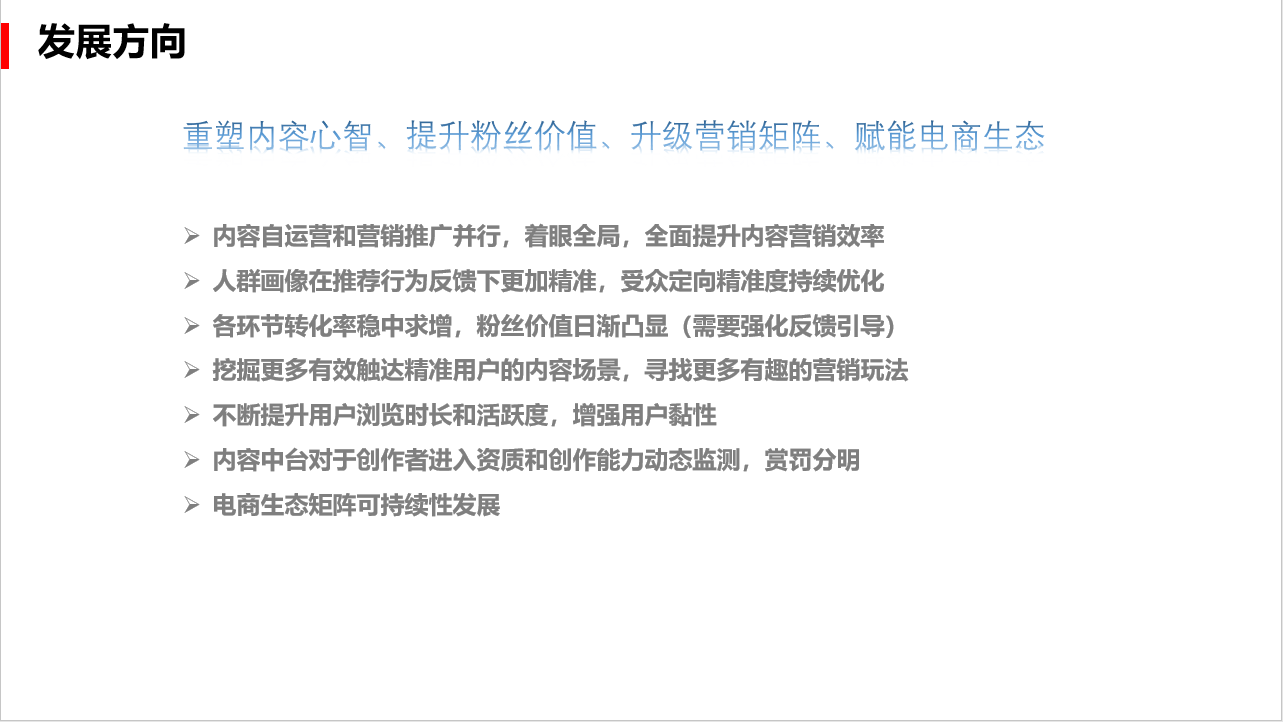 发展方向
重塑内容心智、提升粉丝价值、升级营销矩阵、赋能电商生态
➢ 内容自运营和营销推广并行，着眼全局，全面提升内容营销效率
➢ 人群画像在推荐行为反馈下更加精准，受众定向精准度持续优化
➢ 各环节转化率稳中求增，粉丝价值日渐凸显（需要强化反馈引导）
➢ 挖掘更多有效触达精准用户的内容场景，寻找更多有趣的营销玩法
➢ 不断提升用户浏览时长和活跃度，增强用户黏性
➢ 内容中台对于创作者进入资质和创作能力动态监测，赏罚分明
➢ 电商生态矩阵可持续性发展